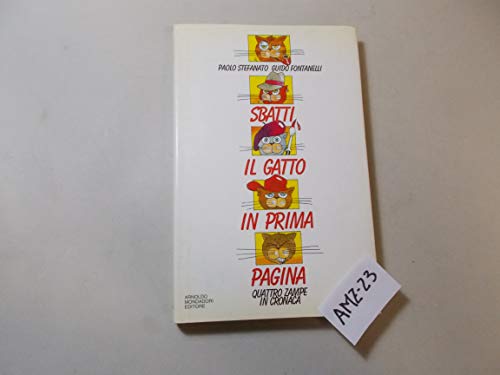 PAOLO STEFANATO GUIDO FONTANELLI
SBATTI
IL GATTO
IN PRIMA
PAGINA
QUATTRO ZAMPE
IN CRONACA
ARNOLDO
MONDADORI
EDITORE
AMZ-23